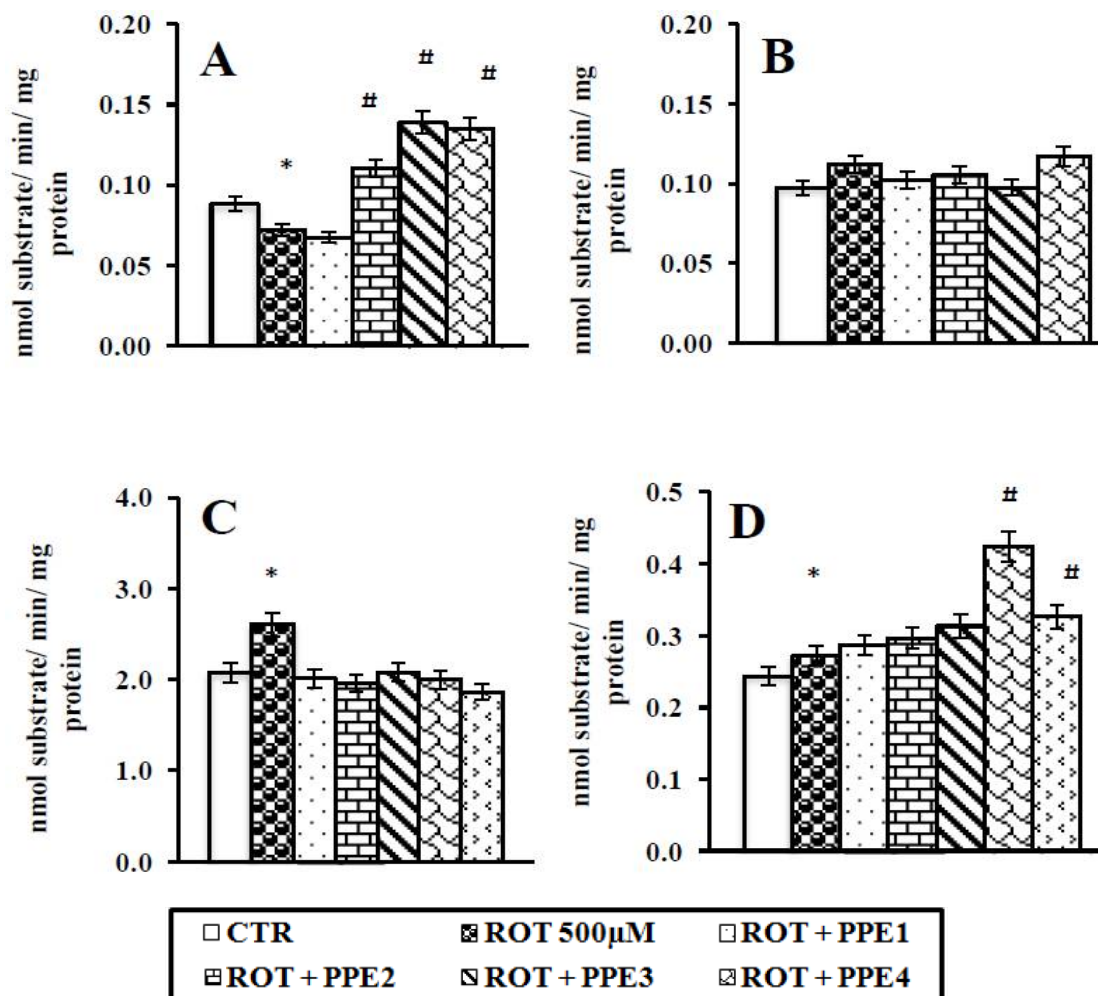 A
nmol substrate/ min/ mg
protein
0.20
0.15
0.10
0.05
0.00
*
#
#
#
B
nmol substrate/ min/ mg
protein
0.20
0.15
0.10
0.05
0.00
C
nmol substrate/ min/ mg
protein
4.0
3.0
2.0
1.0
0.0
*
D
nmol substrate/ min/ mg
protein
0.5
0.4
0.3
0.2
0.1
0.0
*
#
#
CTR ROT 500μM ROT + PPE1
ROT + PPE2 ROT + PPE3 ROT + PPE4